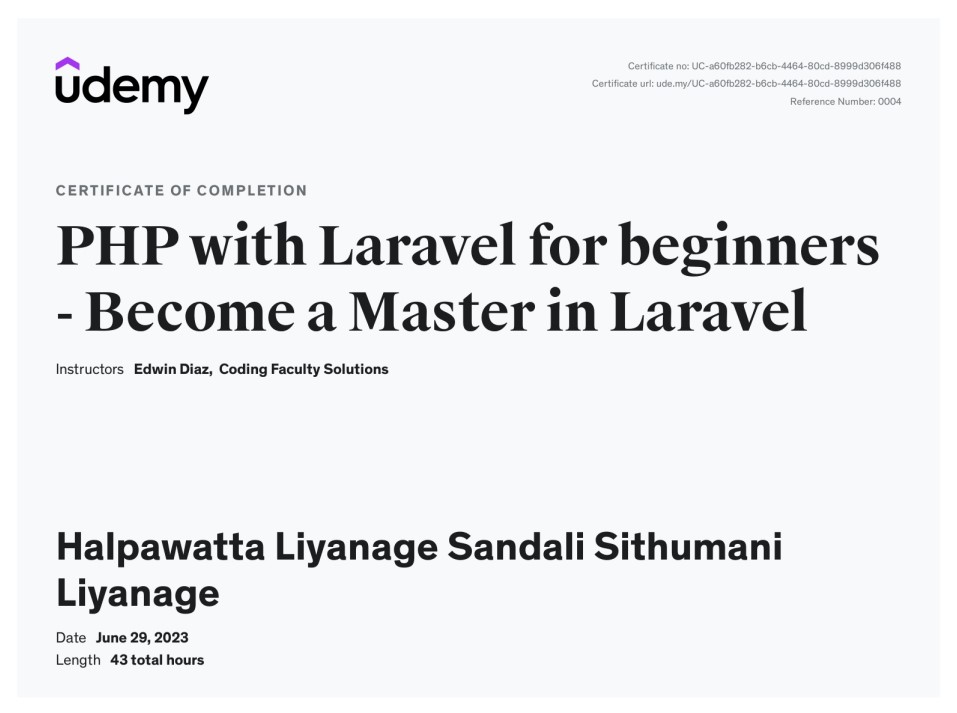 udemy
Certificate no: UC-a60fb282-b6cb-4464-80cd-8999d306f488
Certificate url: ude.my/UC-a60fb282-b6cb-4464-80cd-8999d306f488
Reference Number: 0004
CERTIFICATE OF COMPLETION
PHP with Laravel for beginners
- Become a Master in Laravel
Instructors Edwin Diaz, Coding Faculty Solutions
Halpawatta Liyanage Sandali Sithumani
Liyanage
Date June 29, 2023
Length 43 total hours